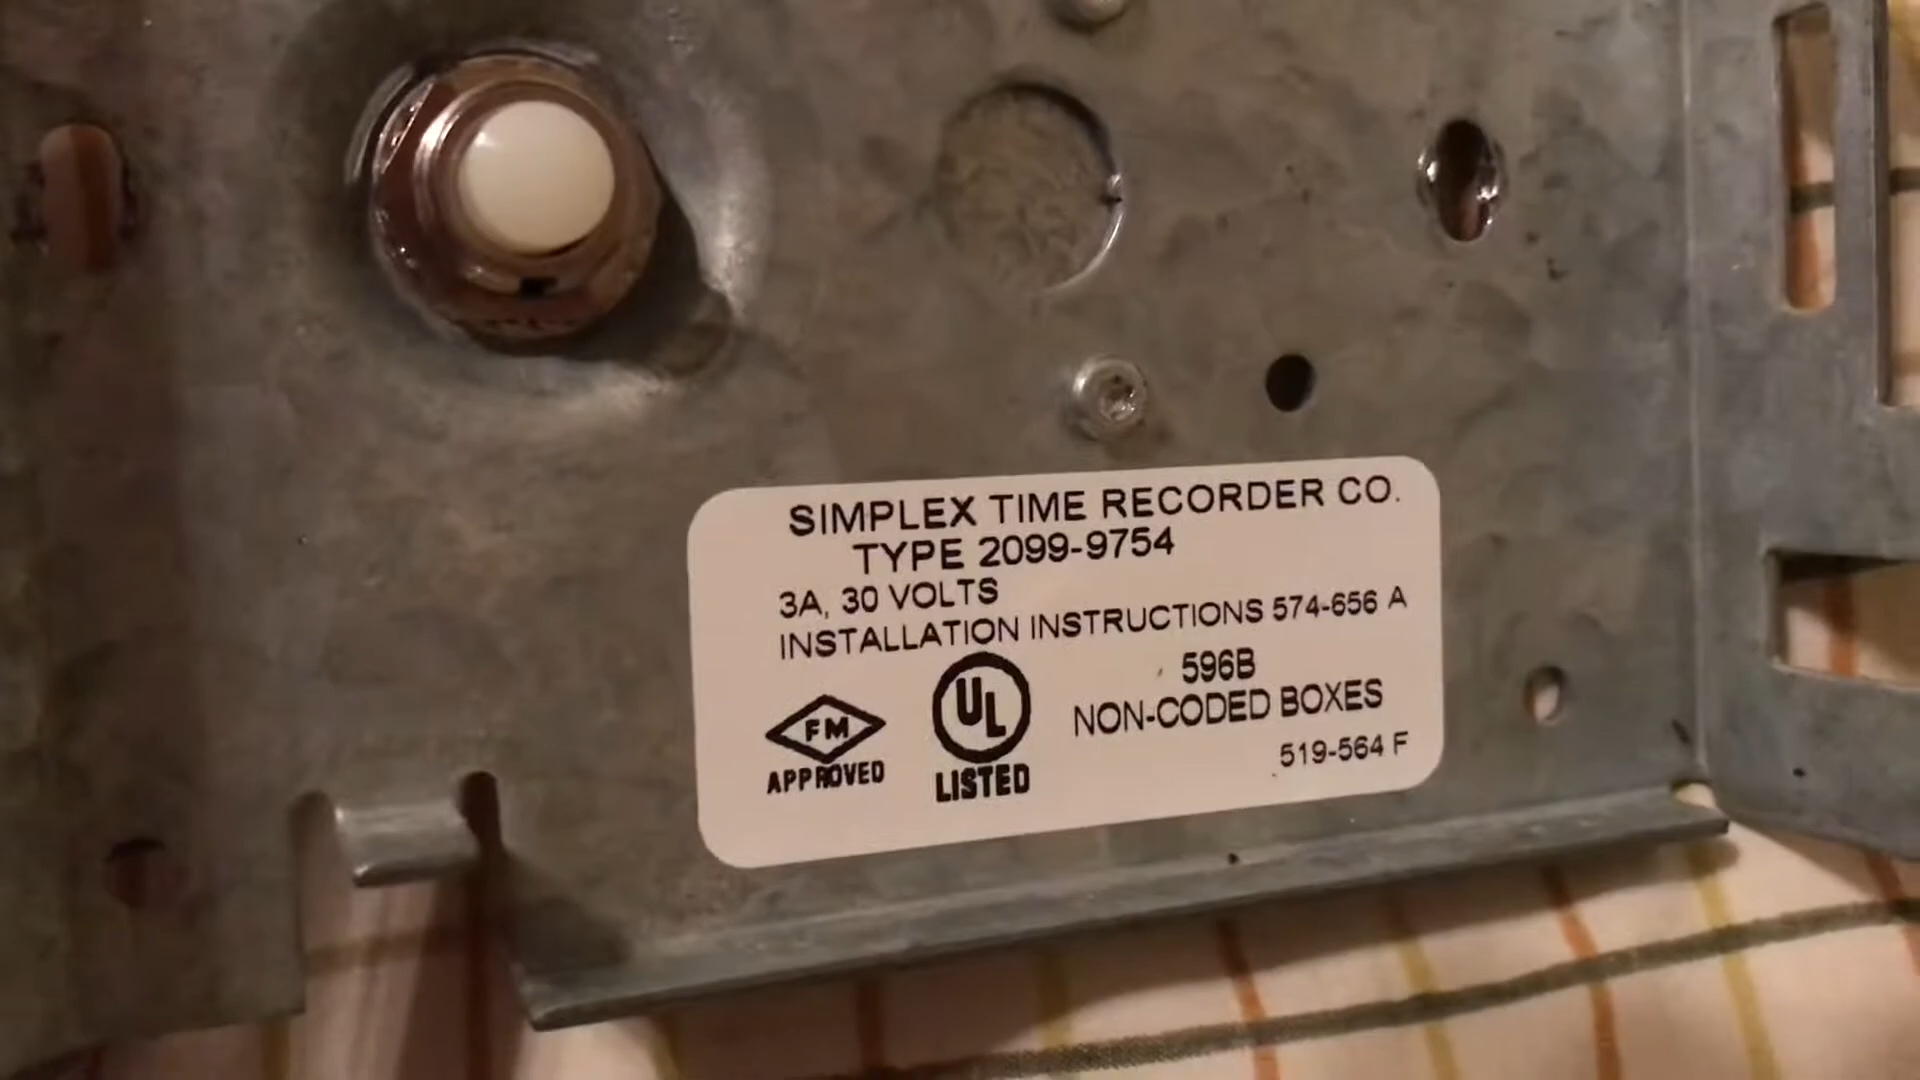 SIMPLEX TIME RECORDER CO.
TYPE 2099-9754
3A, 30 VOLTS
INSTALLATION INSTRUCTIONS 574-656 A
596B
NON-CODED BOXES
FM
APPROVED
UL
LISTED
519-564 F